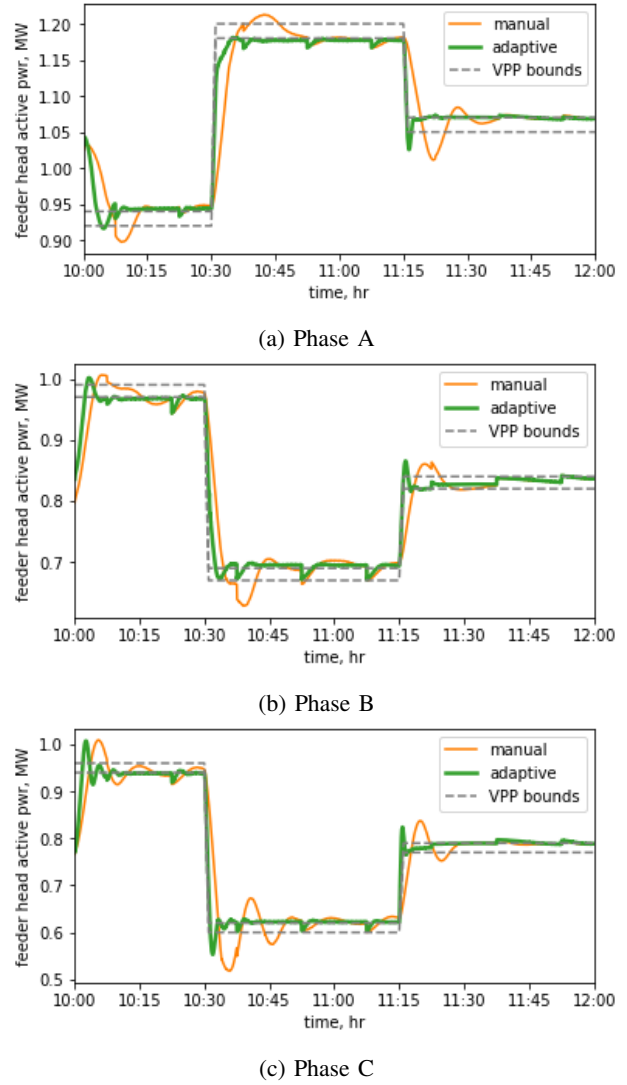 feeder head active pwr, MW
1.20
1.15
1.10
1.05
1.00
0.95
0.90
manual
adaptive
VPP bounds
10:00 10:15 10:30 10:45 11:00 11:15 11:30 11:45 12:00
time, hr
(a) Phase A
feeder head active pwr, MW
1.0
0.9
0.8
0.7
manual
adaptive
VPP bounds
10:00 10:15 10:30 10:45 11:00 11:15 11:30 11:45 12:00
time, hr
(b) Phase B
feeder head active pwr, MW
1.0
0.9
0.8
0.7
0.6
0.5
manual
adaptive
VPP bounds
10:00 10:15 10:30 10:45 11:00 11:15 11:30 11:45 12:00
time, hr
(c) Phase C